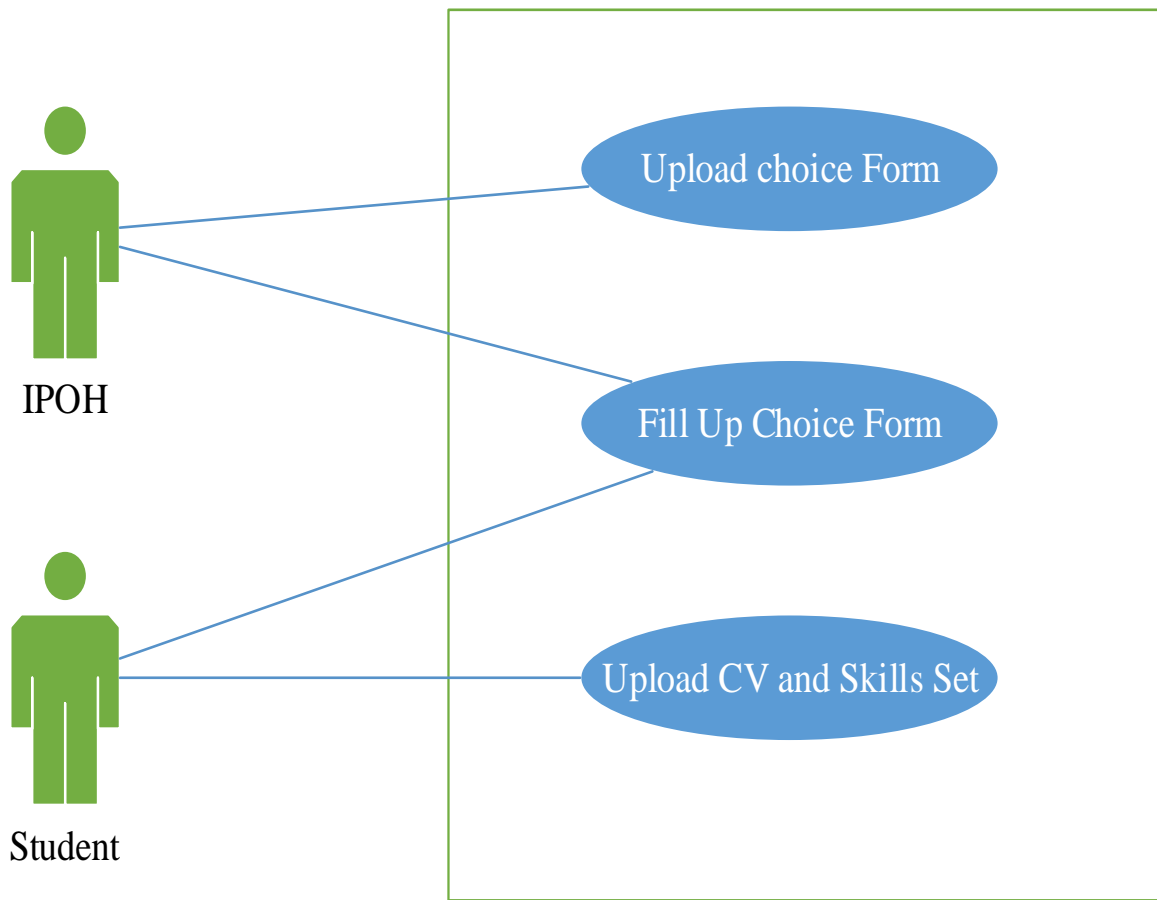 Upload choice Form
IPOH
Fill Up Choice Form
Upload CV and Skills Set
Student